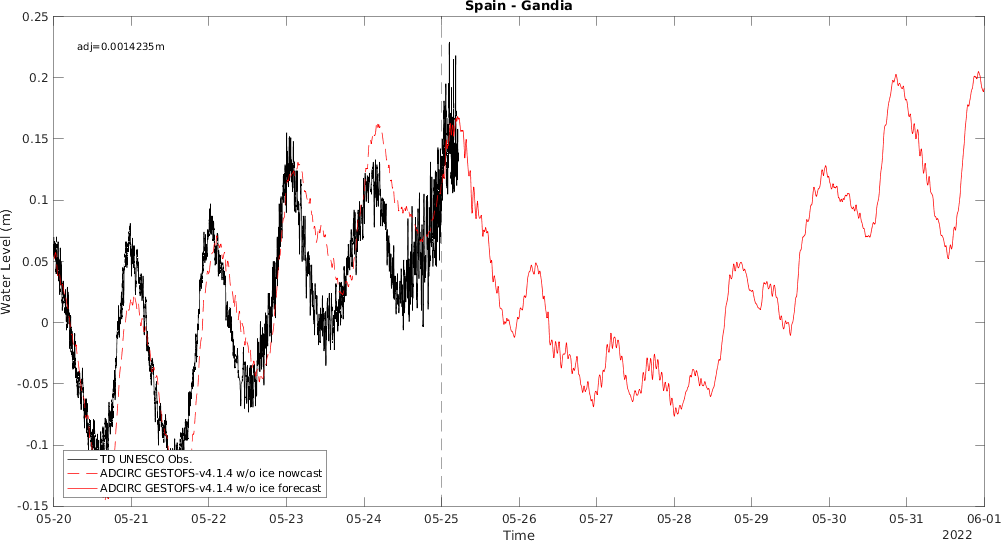 Spain - Gandia
adj=0.0014235m
0.25
0.2
0.15
0.1
0.05
0
-0.05
-0.1
-0.15
Water Level (m)
TD UNESCO Obs.
ADCIRC GESTOFS-v4.1.4 w/o ice nowcast
ADCIRC GESTOFS-v4.1.4 w/o ice forecast
05-20 05-21 05-22 05-23 05-24 05-25 05-26 05-27 05-28 05-29 05-30 05-31 06-01
Time
2022